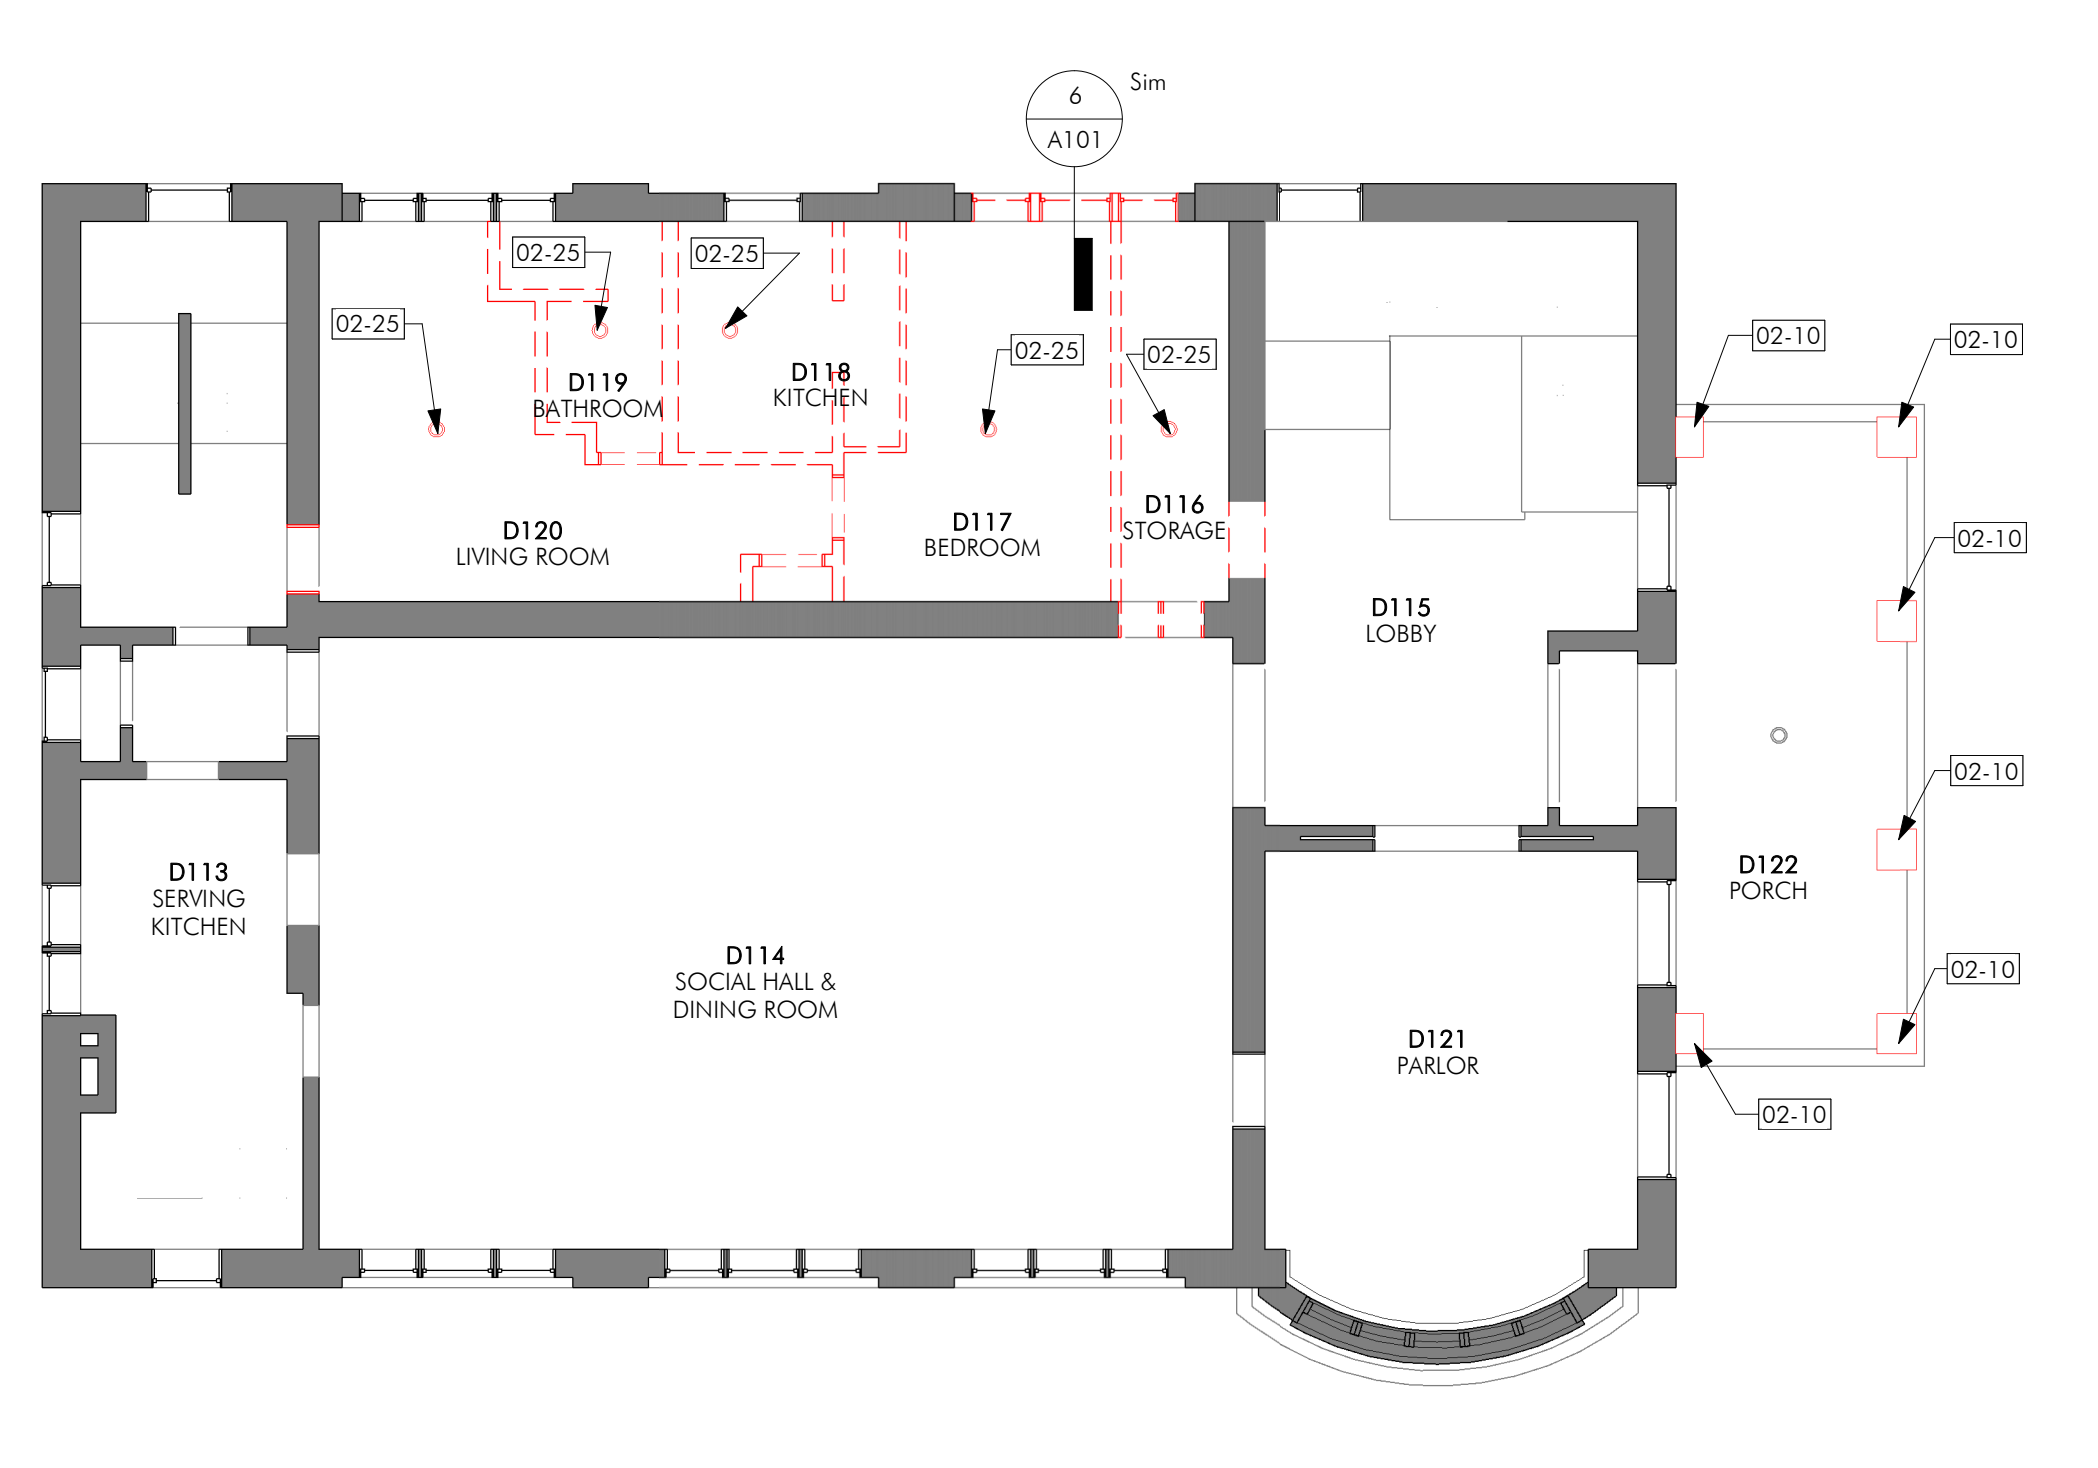 Sim
6
A101
02-25
02-25
02-25
02-25
02-25
02-10
02-10
D119
BATHROOM
D118
KITCHEN
D120
LIVING ROOM
D117
BEDROOM
D116
STORAGE
02-10
D115
LOBBY
02-10
D113
SERVING
KITCHEN
D122
PORCH
D114
SOCIAL HALL &
DINING ROOM
02-10
D121
PARLOR
02-10